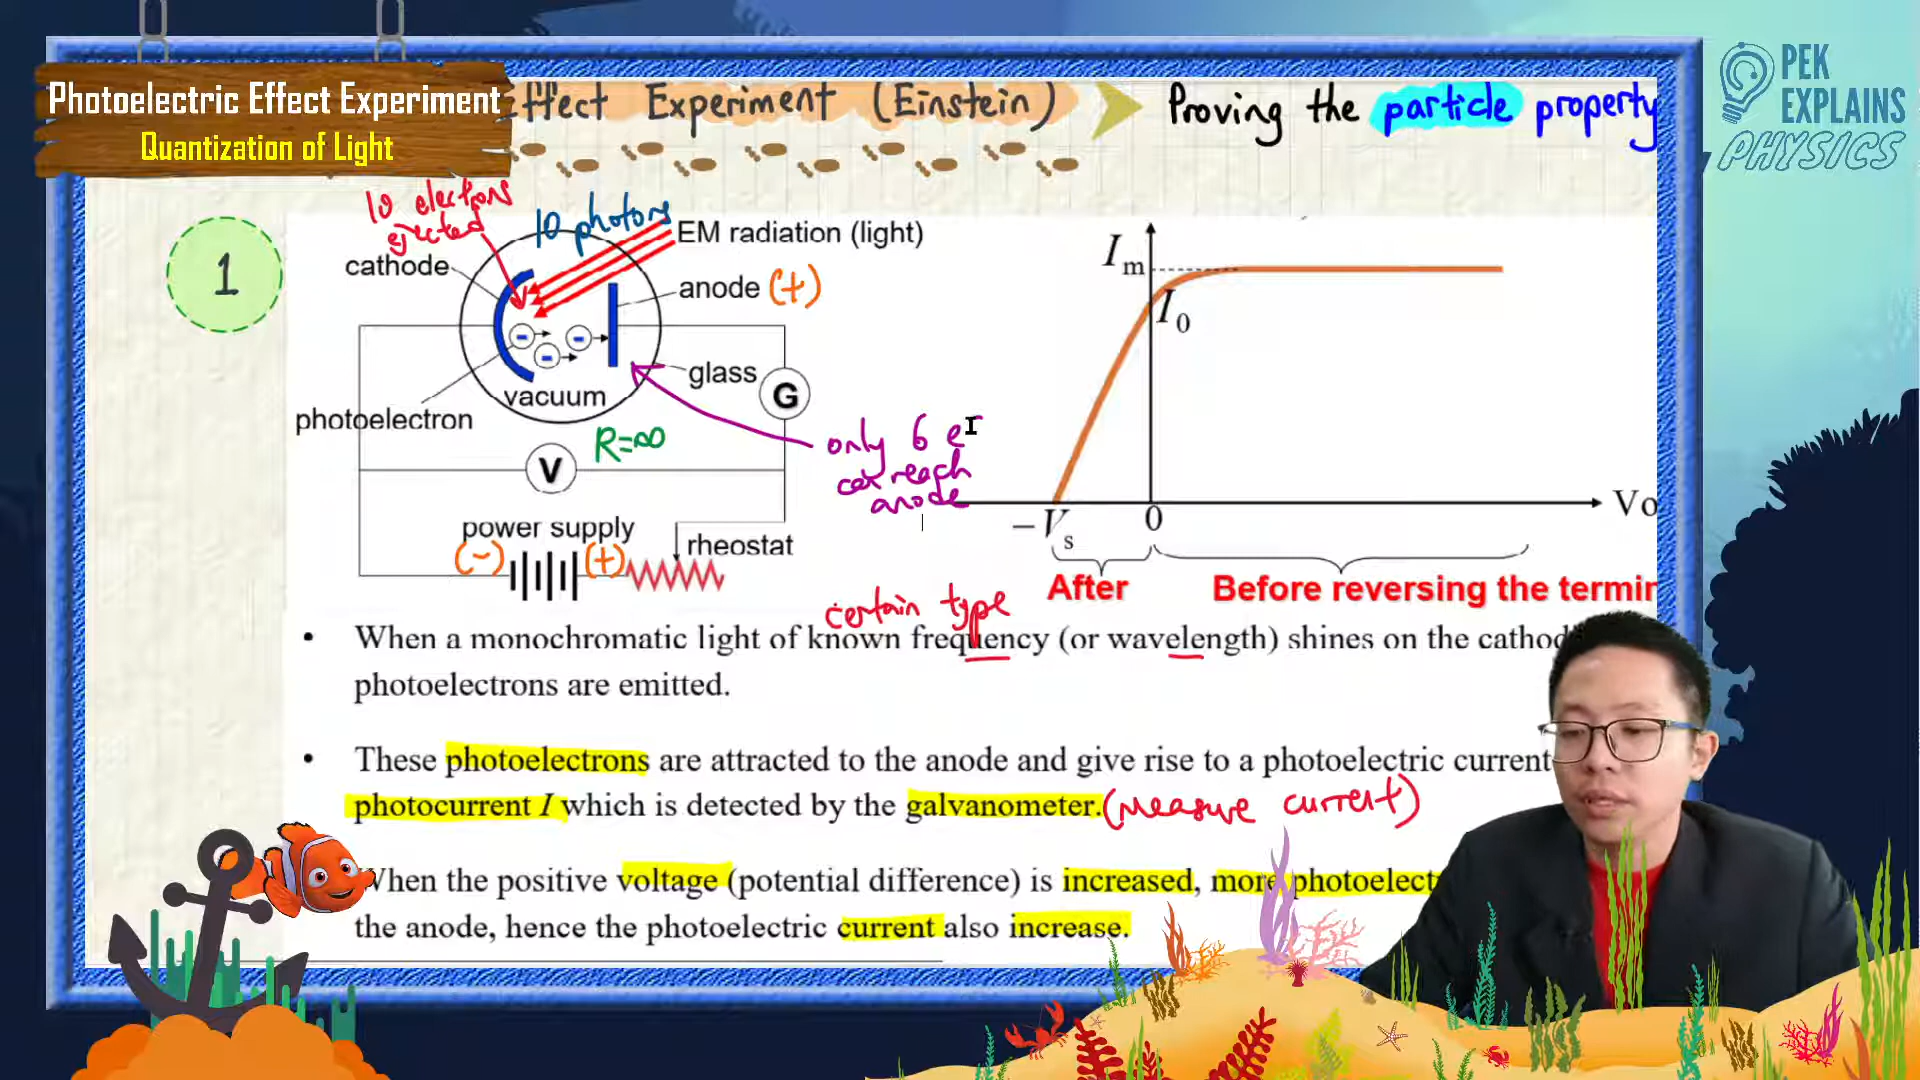 Photoelectric Effect Experiment
Quantization of Light
Effect Experiment (Einstein)
Proving the particle property
PEK
EXPLAINS
PHYSICS
1
10 electrons
ejected
10 photons
EM radiation (light)
cathode
anode (+)
glass
G
vacuum
photoelectron
R=∞
V
only 6 e
reach
anode
power supply
(-) (+)
rheostat
I m
I 0
−V s
0
Vo
After
Before reversing the termin
certain type
• When a monochromatic light of known frequency (or wavelength) shines on the cathod
photoelectrons are emitted.
• These photoelectrons are attracted to the anode and give rise to a photoelectric current
photocurrent I which is detected by the galvanometer. (measure current)
When the positive voltage (potential difference) is increased, more photoelect
the anode, hence the photoelectric current also increase.